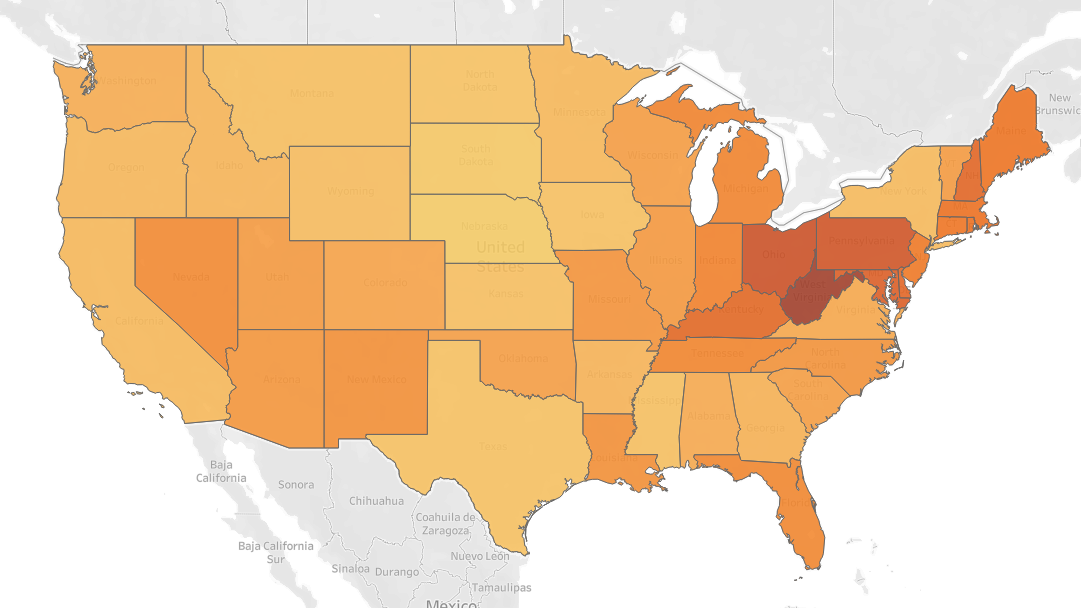 New
Brunswic
Washington
North
Dakota
Montana
Maine
Minnesota
Oregon
South
Dakota
Wisconsin
Idaho
Wyoming
Michigan
New York
Iowa
Nebraska
United
States
Pennsylvania
Ohio
Nevada
Utah
Colorado
Illinois
Indiana
Kansas
Missouri
West
Virginia
Virginia
Kentucky
California
Tennessee
North
Carolina
Oklahoma
Arkansas
Arizona
New Mexico
South
Carolina
Mississippi
Alabama
Georgia
Texas
Louisiana
Florida
Baja
California
Sonora
Chihuahua
Coahuila de
Zaragoza
Baja California
Sur
Nuevo León
Sinaloa
Durango
Tamaulipas
Mexico